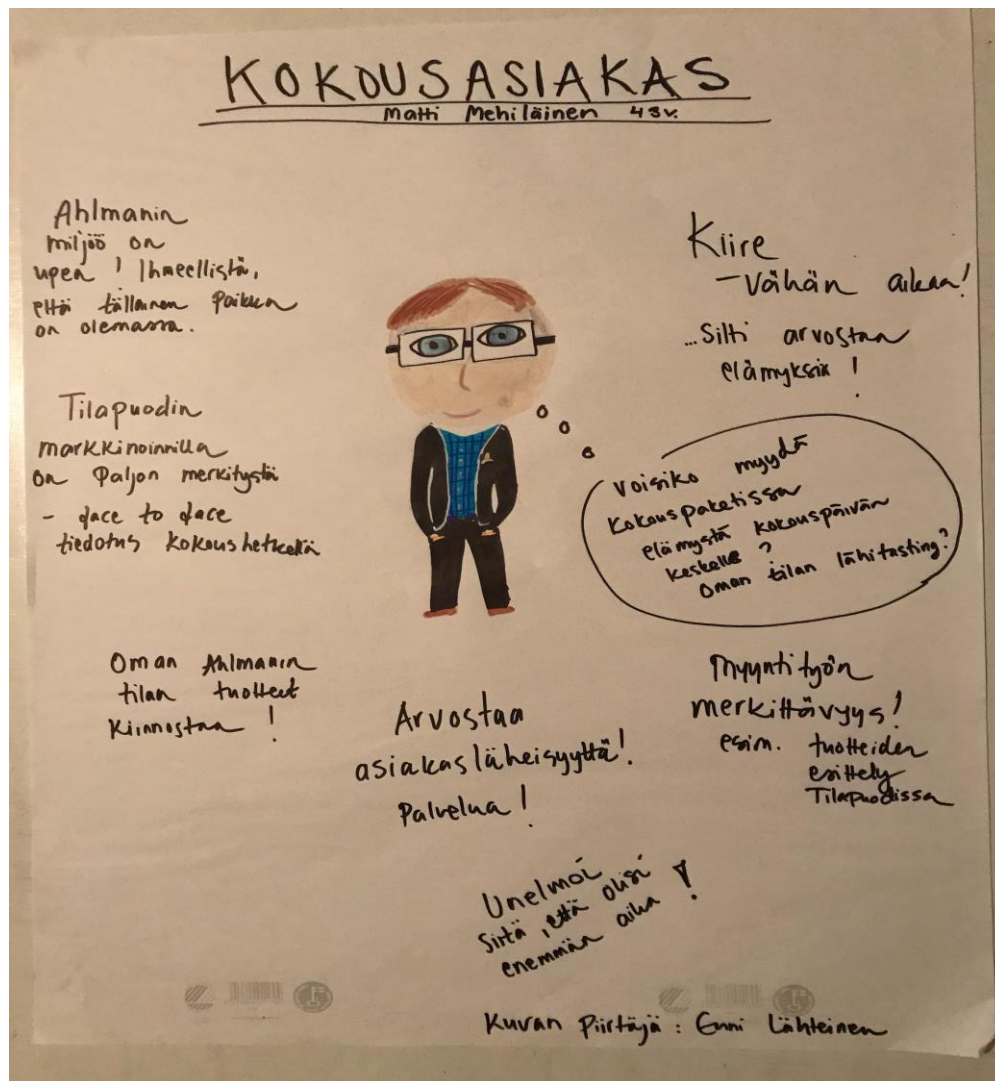 KOKOUSASIAKAS
Matti Mehiläinen 43v.
Ahlmanin
miljöö on
upea ! Ihmeellistä,
että tällainen paikka
on olemassa.
Tilapuodin
markkinoinnilla
on paljon merkitystä
- face to face
tiedotus kokoushetkellä
Oman Ahlmanin
tilan tuotteet
kiinnostaa !
Arvostaa
asiakasläheisyyttä!
Palvelua !
Unelmoi
siitä, että olisi
enemmän aika !
Kiire
- vähän aikaa!
...Silti arvostaa
elämyksiä !
Voisiko myydä
kokouspaketissa
elämystä kokouspäivän
keskelle ?
Oman tilan lähitasting?
Myyntityön
merkittävyys!
esim. tuotteiden
esittely
Tilapuodissa
Kuvan Piirtäjä : Enni Lähteinen